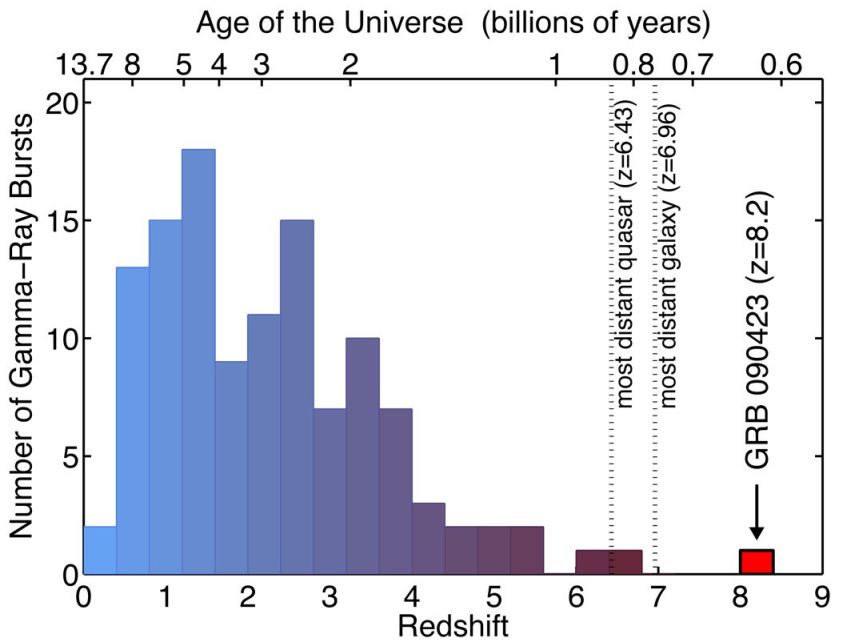 Age of the Universe (billions of years)
13.7 8 5 4 3 2 1 0.8 0.7 0.6
Number of Gamma-Ray Bursts
20
15
10
5
0
most distant quasar (z=6.43)
most distant galaxy (z=6.96)
GRB 090423 (z=8.2)
0 1 2 3 4 5 6 7 8 9
Redshift